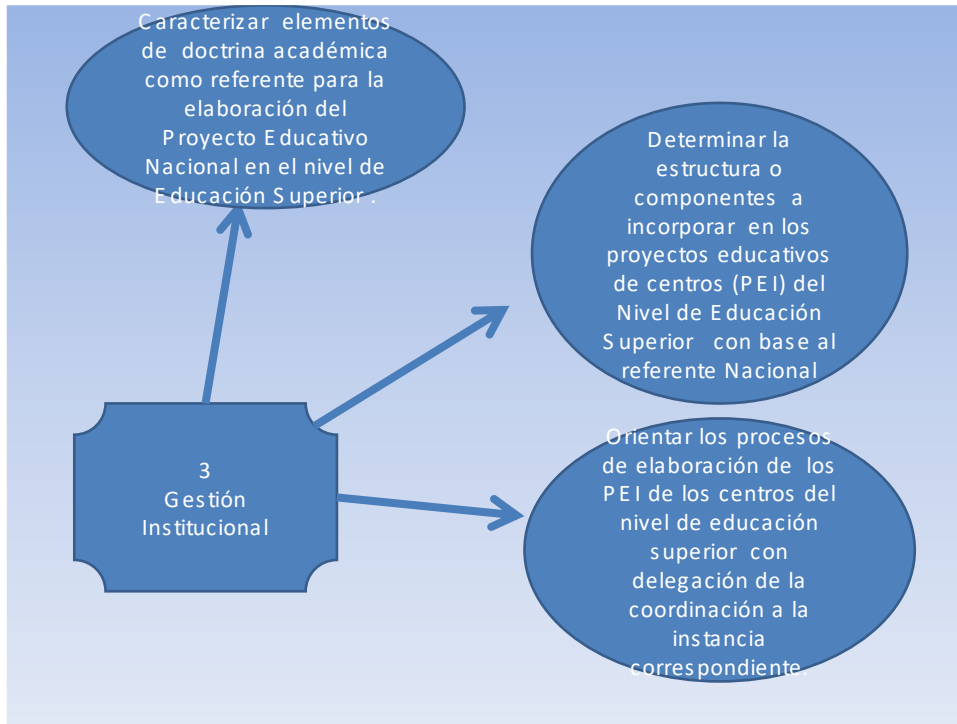 Caracterizar elementos
de doctrina académica
como referente para la
elaboración del
Proyecto Educativo
Nacional en el nivel de
Educación Superior .
Determinar la
estructura o
componentes a
incorporar en los
proyectos educativos
de centros (PEI) del
Nivel de Educación
Superior con base al
referente Nacional
Orientar los procesos
de elaboración de los
PEI de los centros del
nivel de educación
superior con
delegación de la
coordinación a la
instancia
correspondiente.
3
Gestión
Institucional